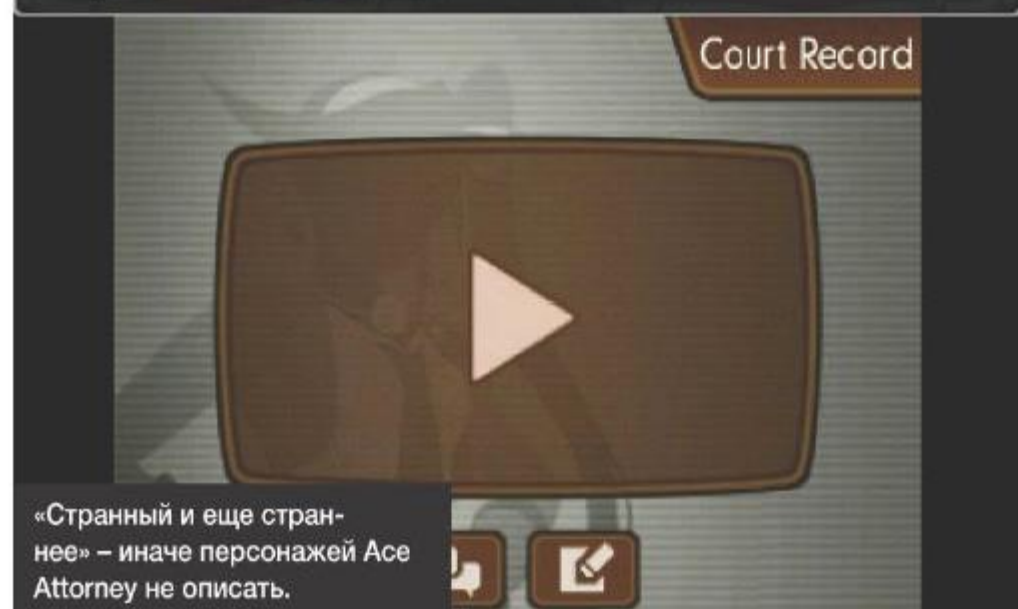 Court Record
«Странный и еще стран-
нее» – иначе персонажей Ace
Attorney не описать.